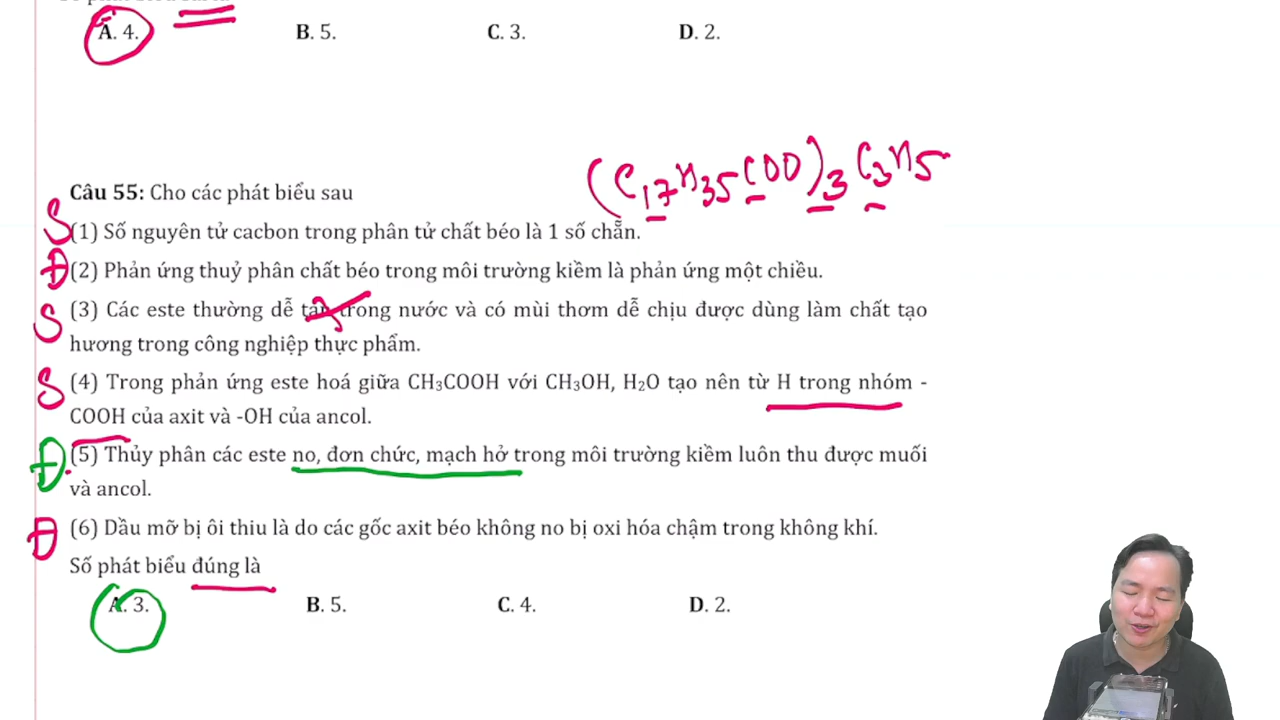 A. 4. B. 5. C. 3. D. 2.
(C17H35COO)3C3H5
Câu 55: Cho các phát biểu sau
S (1) Số nguyên tử cacbon trong phân tử chất béo là 1 số chẵn.
Đ (2) Phản ứng thuỷ phân chất béo trong môi trường kiềm là phản ứng một chiều.
S (3) Các este thường dễ tan trong nước và có mùi thơm dễ chịu được dùng làm chất tạo
hương trong công nghiệp thực phẩm.
S (4) Trong phản ứng este hoá giữa CH₃COOH với CH₃OH, H₂O tạo nên từ H trong nhóm -
COOH của axit và -OH của ancol.
Đ (5) Thủy phân các este no, đơn chức, mạch hở trong môi trường kiềm luôn thu được muối
và ancol.
Đ (6) Dầu mỡ bị ôi thiu là do các gốc axit béo không no bị oxi hóa chậm trong không khí.
Số phát biểu đúng là
A. 3. B. 5. C. 4. D. 2.